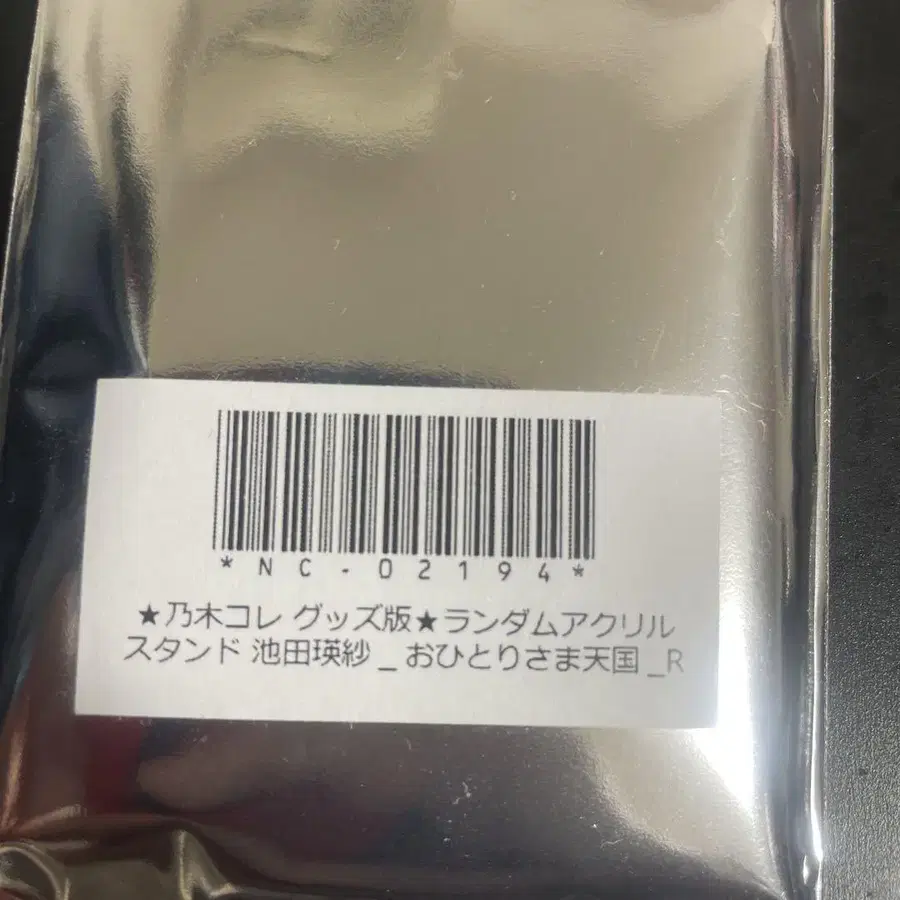 *NC-02194*
★乃木コレ グッズ版★ランダムアクリル
スタンド 池田瑛紗 _ おひとりさま天国 _R